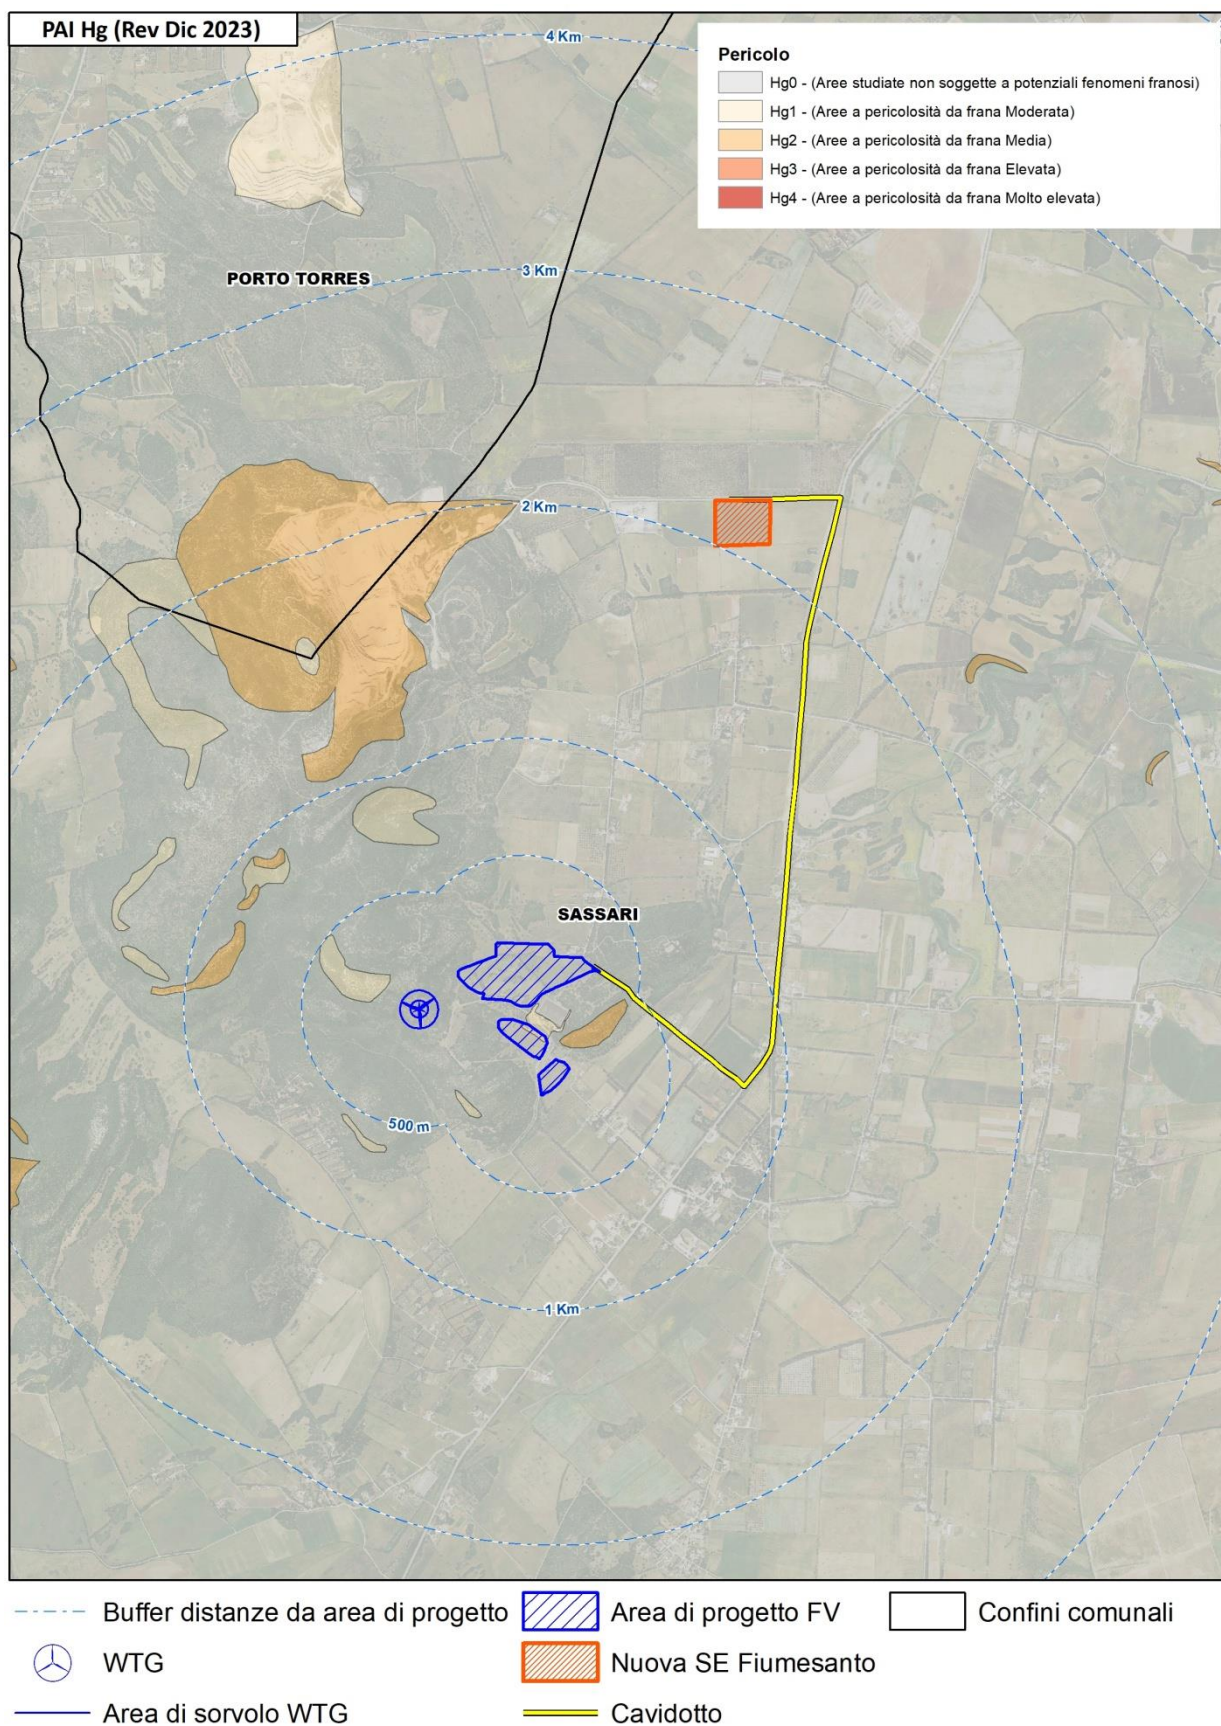 PAI Hg (Rev Dic 2023)
4 Km
Pericolo
Hg0 - (Aree studiate non soggette a potenziali fenomeni franosi)
Hg1 - (Aree a pericolosità da frana Moderata)
Hg2 - (Aree a pericolosità da frana Media)
Hg3 - (Aree a pericolosità da frana Elevata)
Hg4 - (Aree a pericolosità da frana Molto elevata)
3 Km
PORTO TORRES
2 Km
SASSARI
500 m
1 Km
Buffer distanze da area di progetto
Area di progetto FV
Confini comunali
WTG
Nuova SE Fiumesanto
Area di sorvolo WTG
Cavidotto